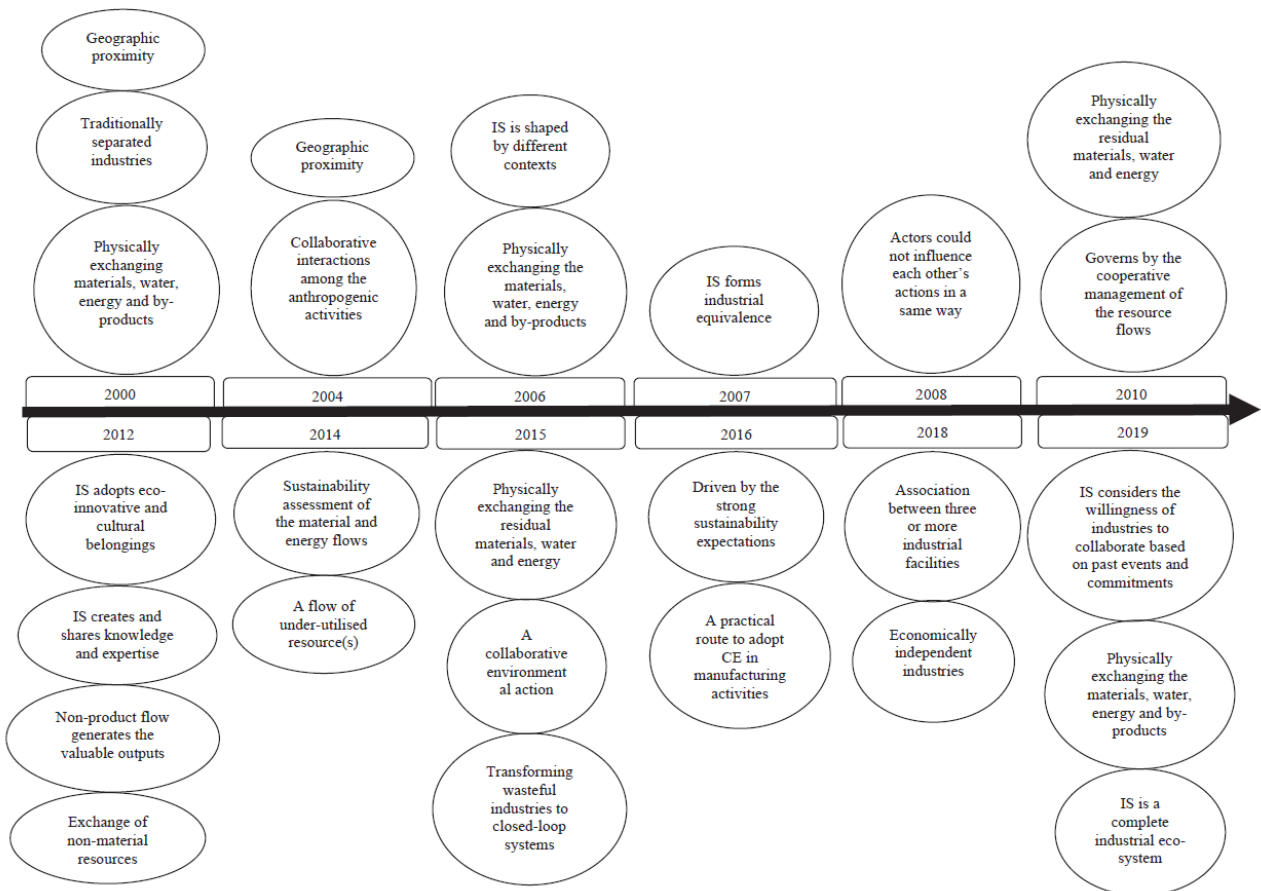 Geographic
proximity
Traditionally
separated
industries
Physically
exchanging
materials, water,
energy and by-
products
Geographic
proximity
Collaborative
interactions
among the
anthropogenic
activities
IS is shaped
by different
contexts
Physically
exchanging the
materials,
water, energy
and by-products
IS forms
industrial
equivalence
Actors could
not influence
each other's
actions in a
same way
Physically
exchanging the
residual
materials, water
and energy
Governs by the
cooperative
management of
the resource
flows
2000
2004
2006
2007
2008
2010
2012
2014
2015
2016
2018
2019
IS adopts eco-
innovative and
cultural
belongings
IS creates and
shares knowledge
and expertise
Non-product flow
generates the
valuable outputs
Exchange of
non-material
resources
Sustainability
assessment of
the material and
energy flows
A flow of
under-utilised
resource(s)
Physically
exchanging the
residual
materials, water
and energy
A
collaborative
environment
al action
Transforming
wasteful
industries to
closed-loop
systems
Driven by the
strong
sustainability
expectations
A practical
route to adopt
CE in
manufacturing
activities
Association
between three
or more
industrial
facilities
Economically
independent
industries
IS considers the
willingness of
industries to
collaborate based
on past events and
commitments
Physically
exchanging the
materials, water,
energy and by-
products
IS is a
complete
industrial eco-
system